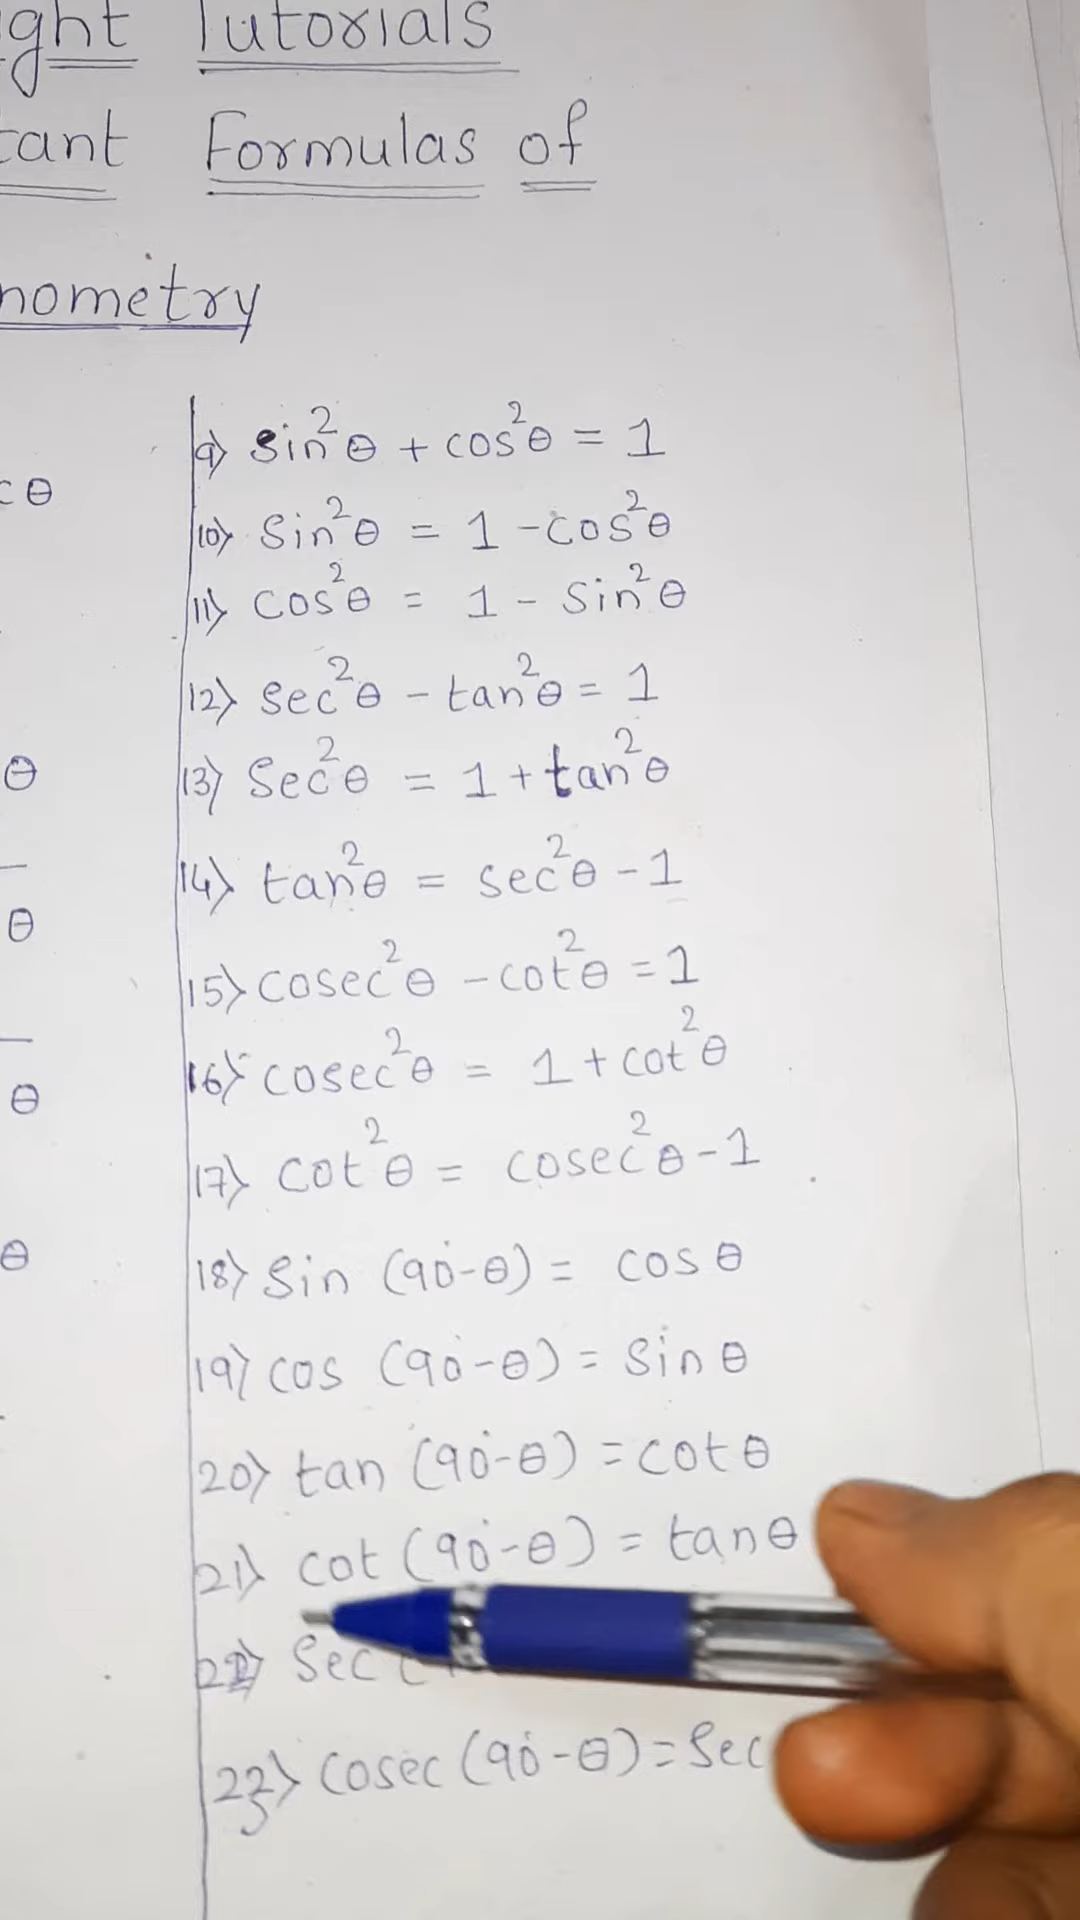 ght Tutorials
tant Formulas of
nometry
9) sin²θ + cos²θ = 1
c θ
10) Sin²θ = 1 - cos²θ
11) cos²θ = 1 - Sin²θ
12) Sec²θ - tan²θ = 1
θ
13) Sec²θ = 1 + tan²θ
14) tan²θ = sec²θ - 1
θ
15) cosec²θ - cot²θ = 1
16) cosec²θ = 1 + cot²θ
θ
17) cot²θ = cosec²θ - 1
θ
18) Sin (90° - θ) = cos θ
19) cos (90° - θ) = Sin θ
20) tan (90° - θ) = cot θ
21) cot (90° - θ) = tan θ
22) Sec (
23) Cosec (90° - θ) = Sec